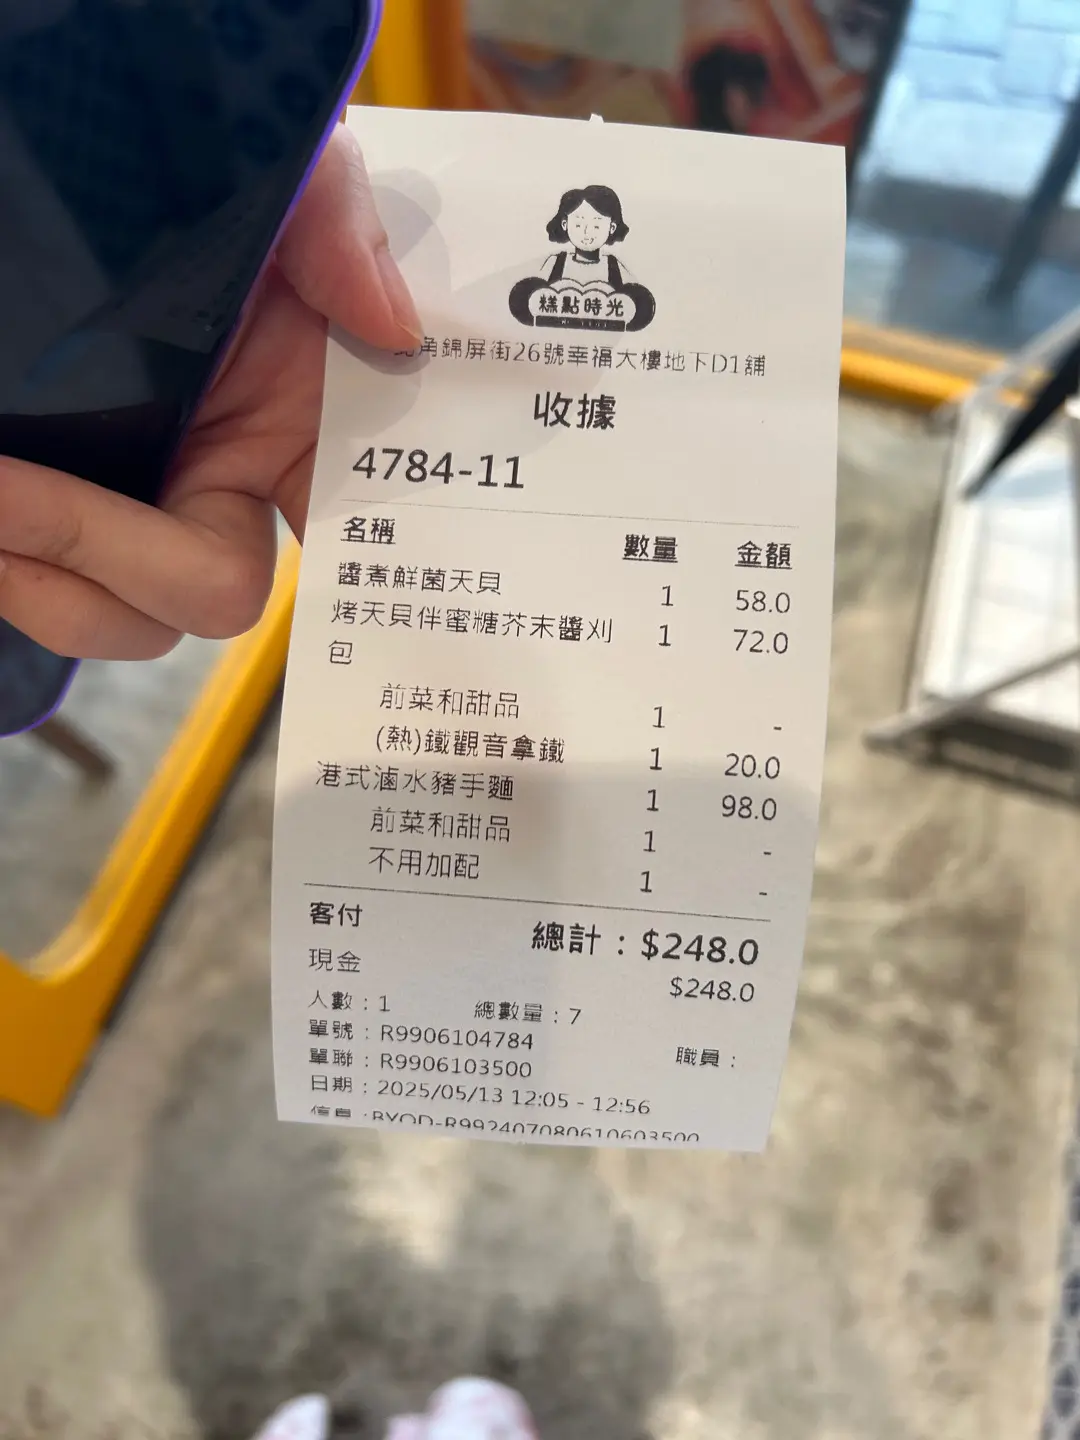 糕點時光
角錦屏街26號幸福大樓地下D1舖
收據
4784-11
名稱 數量 金額
醬煮鮮菌天貝 1 58.0
烤天貝伴蜜糖芥末醬刈 1 72.0
包
前菜和甜品 1 -
(熱)鐵觀音拿鐵 1 20.0
港式滷水豬手麵 1 98.0
前菜和甜品 1 -
不用加配 1 -
客付 總計：$248.0
現金 $248.0
人數：1 總數量：7
單號：R9906104784 職員：
單聯：R9906103500
日期：2025/05/13 12:05 - 12:56
信息：BYOD-R992407080610603500